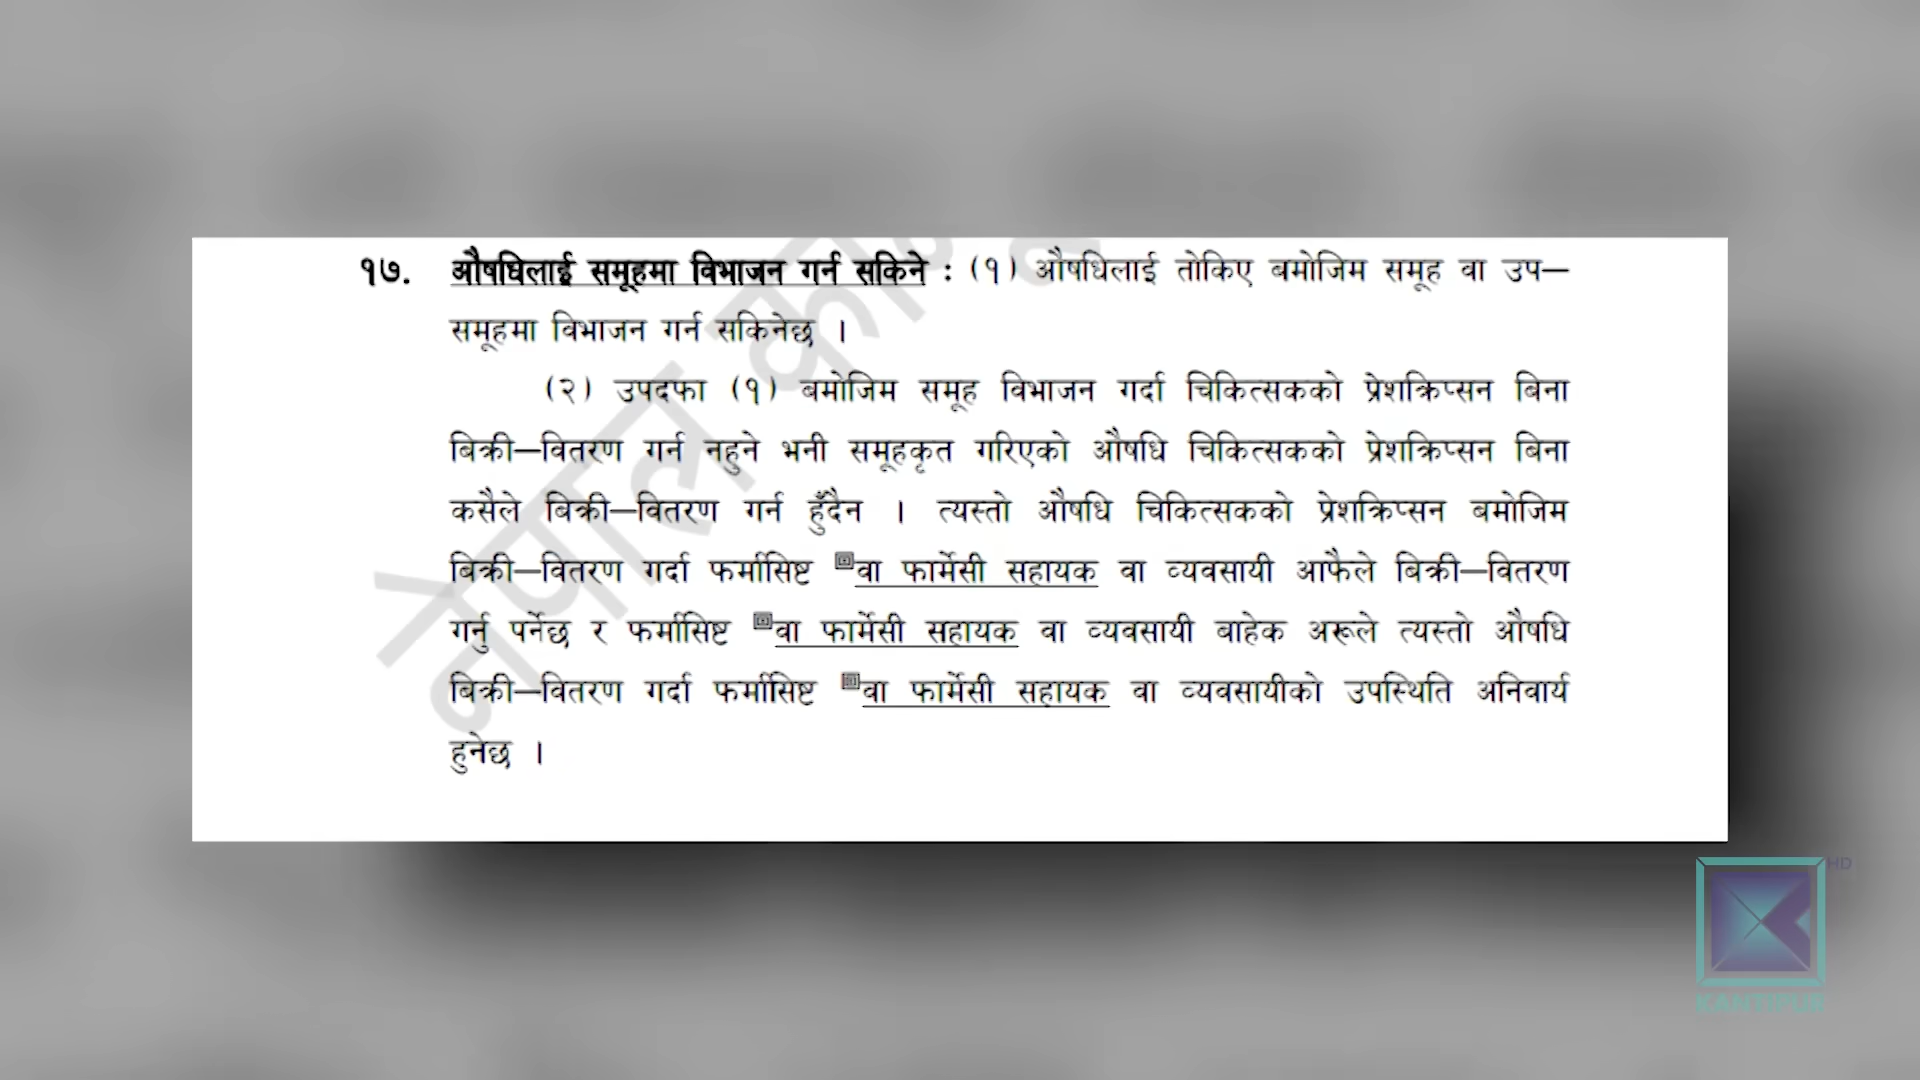 १७. औषधिलाई समूहमा विभाजन गर्न सकिने : (१) औषधिलाई तोकिए बमोजिम समूह वा उप–
समूहमा विभाजन गर्न सकिनेछ ।
(२) उपदफा (१) बमोजिम समूह विभाजन गर्दा चिकित्सकको प्रेशक्रिप्सन बिना
बिक्री–वितरण गर्न नहुने भनी समूहकृत गरिएको औषधि चिकित्सकको प्रेशक्रिप्सन बिना
कसैले बिक्री–वितरण गर्न हुँदैन । त्यस्तो औषधि चिकित्सकको प्रेशक्रिप्सन बमोजिम
बिक्री–वितरण गर्दा फर्मासिष्ट वा फार्मेसी सहायक वा व्यवसायी आफैले बिक्री–वितरण
गर्नु पर्नेछ र फर्मासिष्ट वा फार्मेसी सहायक वा व्यवसायी बाहेक अरूले त्यस्तो औषधि
बिक्री–वितरण गर्दा फर्मासिष्ट वा फार्मेसी सहायक वा व्यवसायीको उपस्थिति अनिवार्य
हुनेछ ।
नेपाल
HD
KANTIPUR